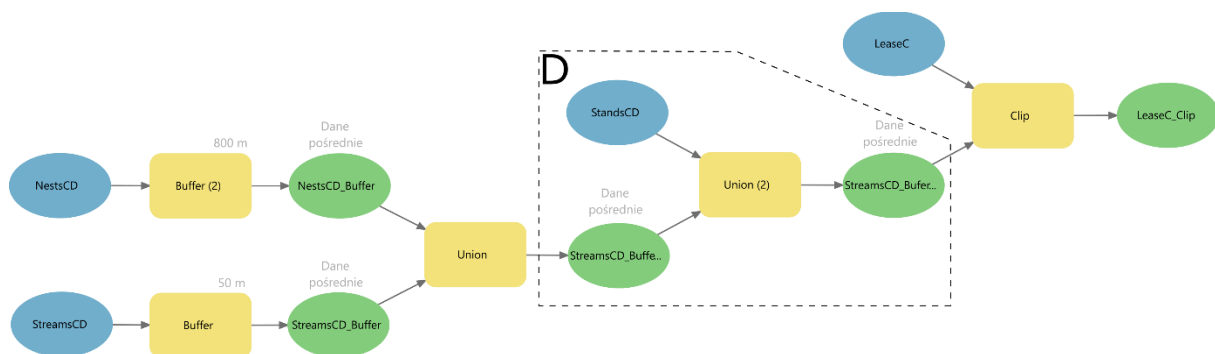 LeaseC
D
StandsCD
Clip
LeaseC_Clip
Dane
pośrednie
Dane
pośrednie
800 m
NestsCD
Buffer (2)
NestsCD_Buffer
Union (2)
StreamsCD_Bufer...
Dane
pośrednie
Union
StreamsCD_Buffe...
Dane
pośrednie
50 m
StreamsCD
Buffer
StreamsCD_Buffer